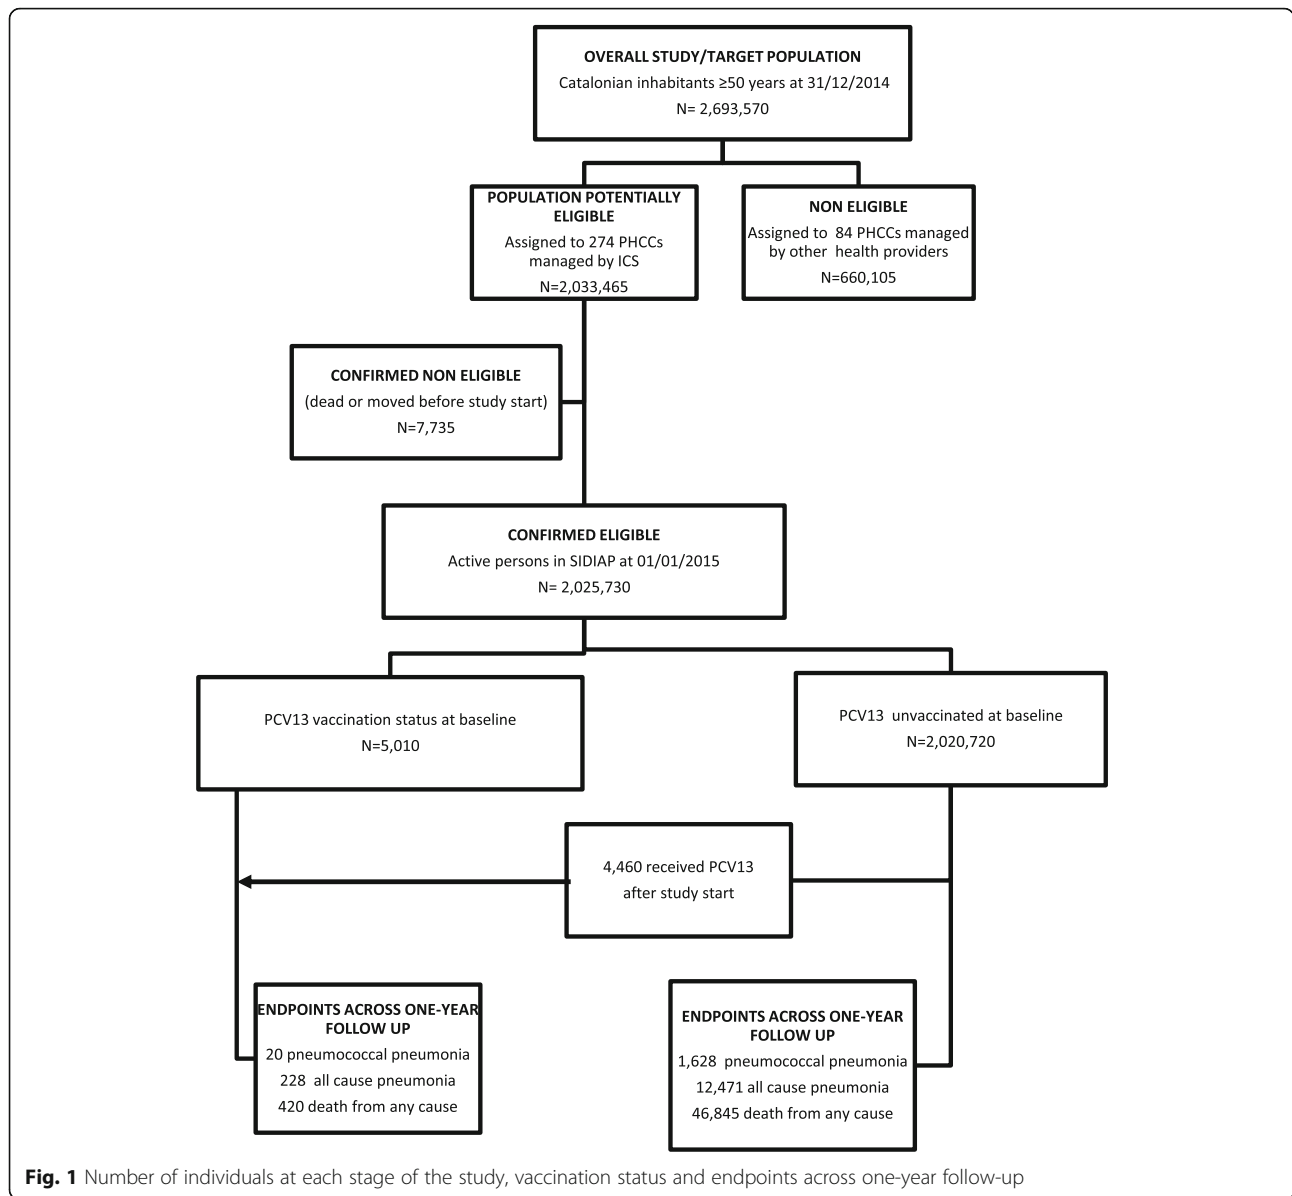 OVERALL STUDY/TARGET POPULATION
Catalonian inhabitants ≥50 years at 31/12/2014
N= 2,693,570
POPULATION POTENTIALLY
ELIGIBLE
Assigned to 274 PHCCs
managed by ICS
N=2,033,465
NON ELIGIBLE
Assigned to 84 PHCCs managed
by other health providers
N=660,105
CONFIRMED NON ELIGIBLE
(dead or moved before study start)
N=7,735
CONFIRMED ELIGIBLE
Active persons in SIDIAP at 01/01/2015
N= 2,025,730
PCV13 vaccination status at baseline
N=5,010
PCV13 unvaccinated at baseline
N=2,020,720
4,460 received PCV13
after study start
ENDPOINTS ACROSS ONE-YEAR
FOLLOW UP
20 pneumococcal pneumonia
228 all cause pneumonia
420 death from any cause
ENDPOINTS ACROSS ONE-YEAR
FOLLOW UP
1,628 pneumococcal pneumonia
12,471 all cause pneumonia
46,845 death from any cause
Fig. 1 Number of individuals at each stage of the study, vaccination status and endpoints across one-year follow-up